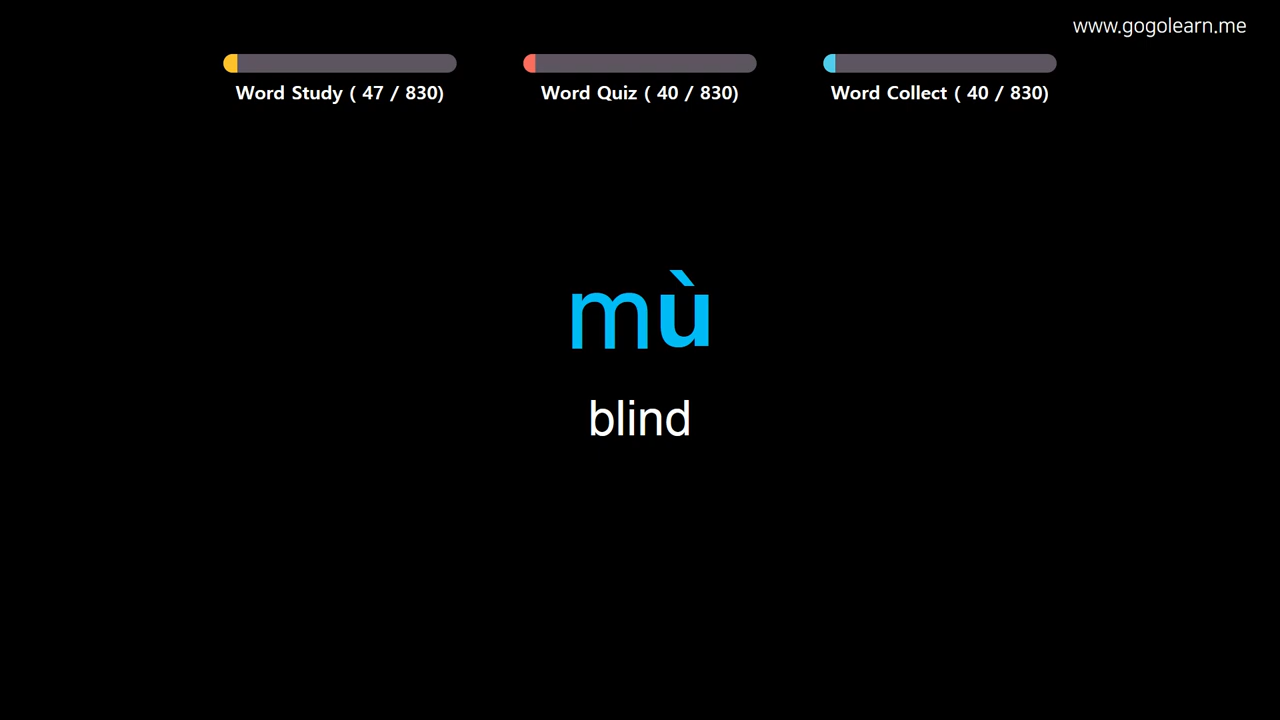 www.gogolearn.me
Word Study ( 47 / 830)
Word Quiz ( 40 / 830)
Word Collect ( 40 / 830)
mù
blind